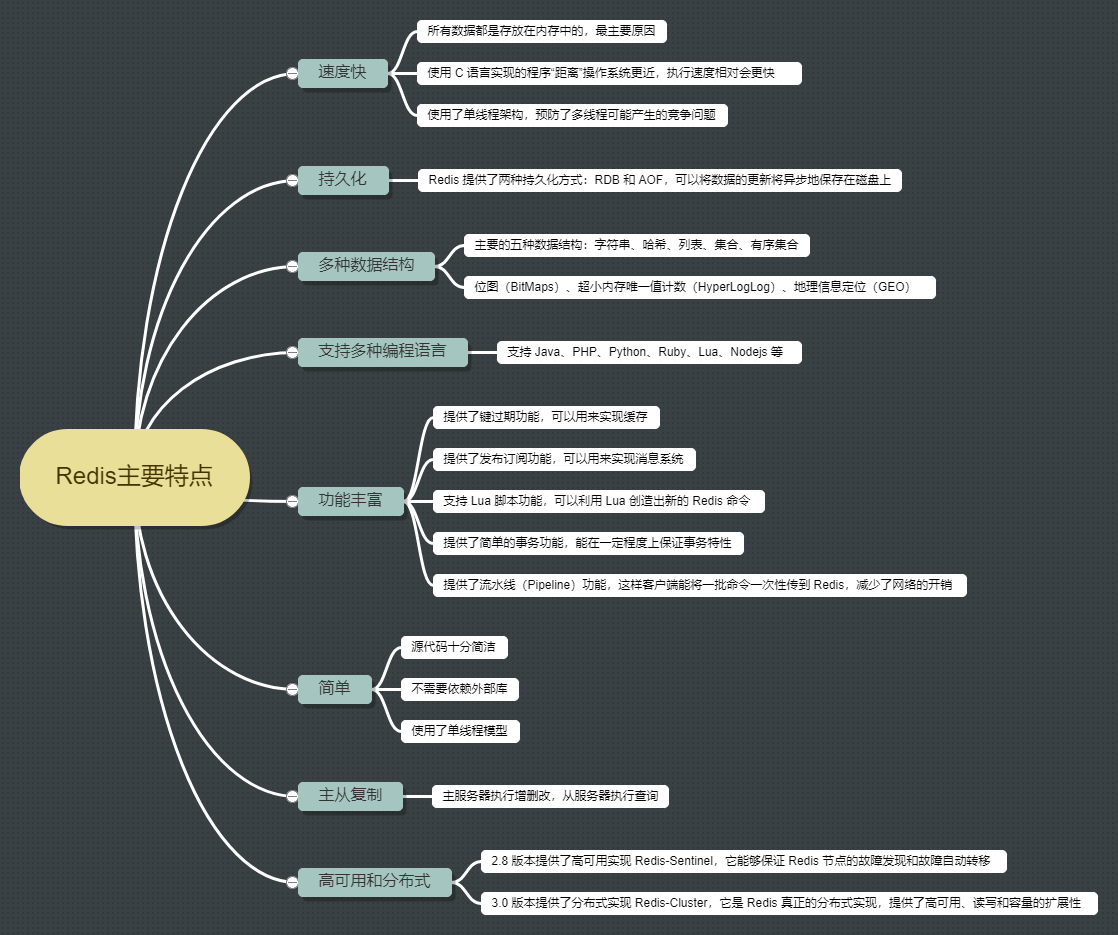 所有数据都是存放在内存中的，最主要原因
速度快
使用 C 语言实现的程序“距离”操作系统更近，执行速度相对会更快
使用了单线程架构，预防了多线程可能产生的竞争问题
持久化
Redis 提供了两种持久化方式：RDB 和 AOF，可以将数据的更新将异步地保存在磁盘上
多种数据结构
主要的五种数据结构：字符串、哈希、列表、集合、有序集合
位图（BitMaps）、超小内存唯一值计数（HyperLogLog）、地理信息定位（GEO）
支持多种编程语言
支持 Java、PHP、Python、Ruby、Lua、Nodejs 等
Redis主要特点
功能丰富
提供了键过期功能，可以用来实现缓存
提供了发布订阅功能，可以用来实现消息系统
支持 Lua 脚本功能，可以利用 Lua 创造出新的 Redis 命令
提供了简单的事务功能，能在一定程度上保证事务特性
提供了流水线（Pipeline）功能，这样客户端能将一批命令一次性传到 Redis，减少了网络的开销
简单
源代码十分简洁
不需要依赖外部库
使用了单线程模型
主从复制
主服务器执行增删改，从服务器执行查询
高可用和分布式
2.8 版本提供了高可用实现 Redis-Sentinel，它能够保证 Redis 节点的故障发现和故障自动转移
3.0 版本提供了分布式实现 Redis-Cluster，它是 Redis 真正的分布式实现，提供了高可用、读写和容量的扩展性